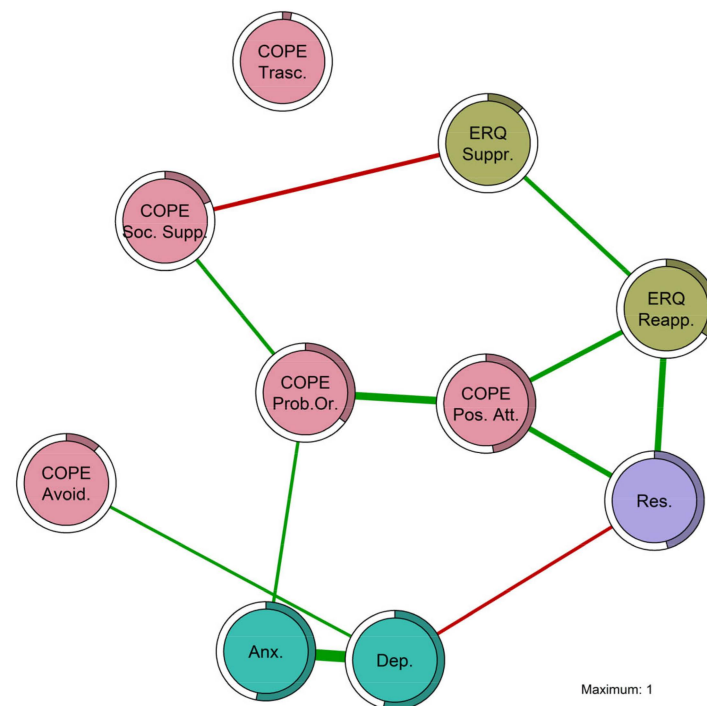 COPE
Trasc.
ERQ
Suppr.
COPE
Soc. Supp.
ERQ
Reapp.
COPE
Prob.Or.
COPE
Pos. Att.
COPE
Avoid.
Res.
Anx.
Dep.
Maximum: 1